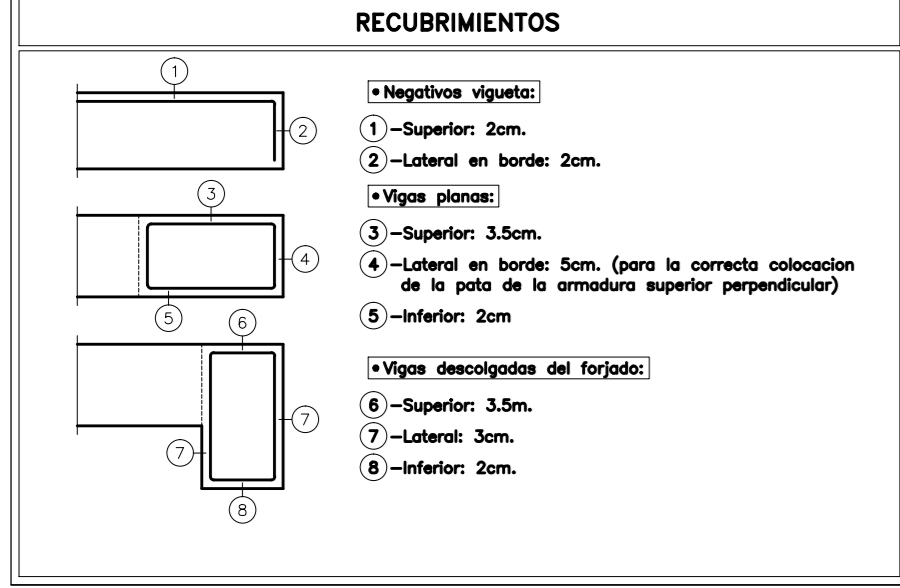 RECUBRIMIENTOS
1
2
• Negativos vigueta:
1 –Superior: 2cm.
2 –Lateral en borde: 2cm.
3
4
5
• Vigas planas:
3 –Superior: 3.5cm.
4 –Lateral en borde: 5cm. (para la correcta colocacion
de la pata de la armadura superior perpendicular)
5 –Inferior: 2cm
6
7
7
8
• Vigas descolgadas del forjado:
6 –Superior: 3.5m.
7 –Lateral: 3cm.
8 –Inferior: 2cm.